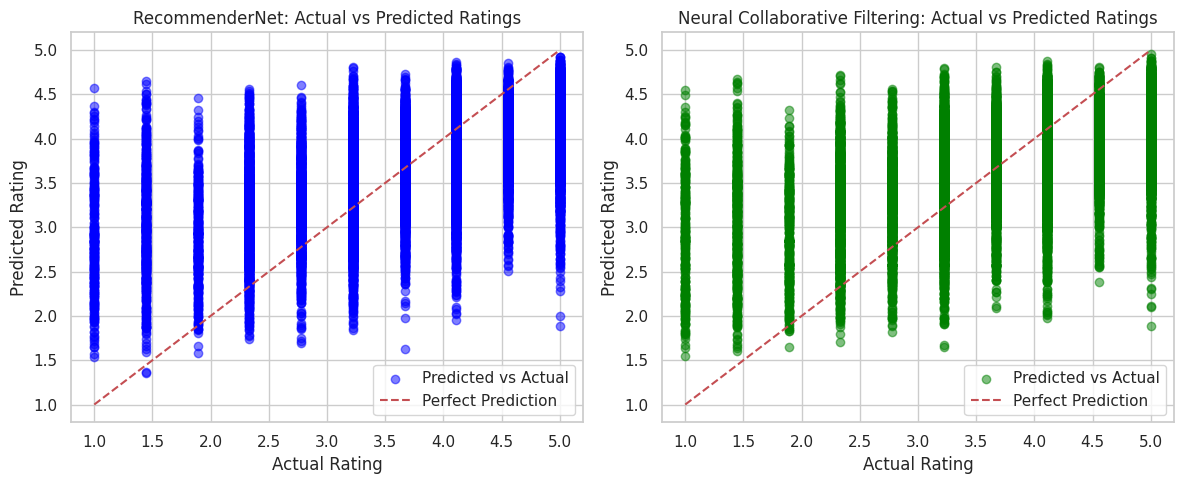 RecommenderNet: Actual vs Predicted Ratings
Predicted Rating
5.0
4.5
4.0
3.5
3.0
2.5
2.0
1.5
1.0
Predicted vs Actual
Perfect Prediction
1.0 1.5 2.0 2.5 3.0 3.5 4.0 4.5 5.0
Actual Rating
Neural Collaborative Filtering: Actual vs Predicted Ratings
Predicted Rating
5.0
4.5
4.0
3.5
3.0
2.5
2.0
1.5
1.0
Predicted vs Actual
Perfect Prediction
1.0 1.5 2.0 2.5 3.0 3.5 4.0 4.5 5.0
Actual Rating